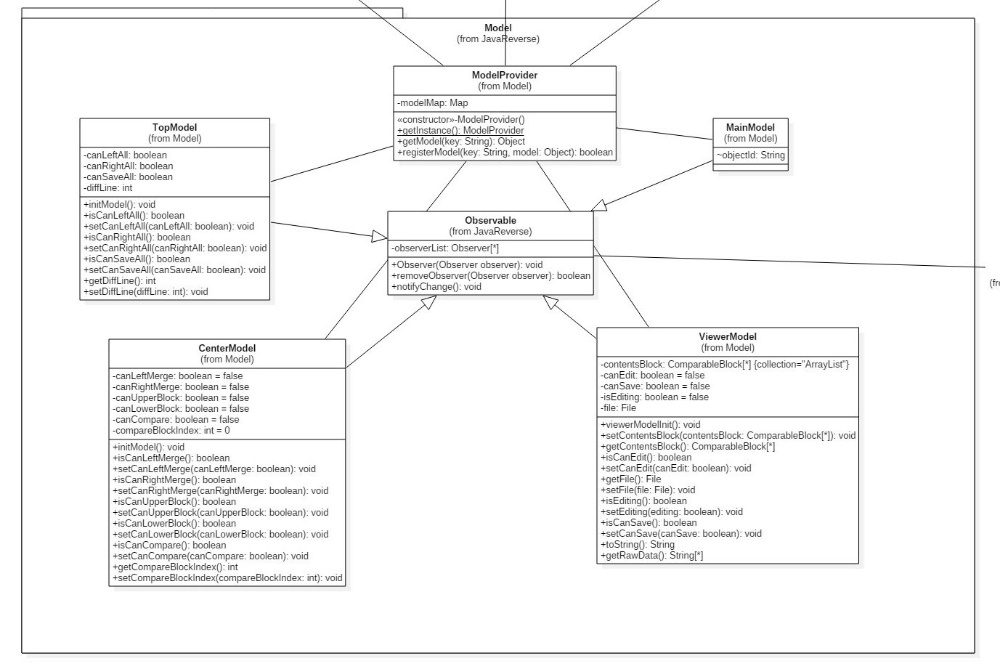 Model
(from JavaReverse)
ModelProvider
(from Model)
-modelMap: Map
«constructor»-ModelProvider()
+getInstance(): ModelProvider
+getModel(key: String): Object
+registerModel(key: String, model: Object): boolean
TopModel
(from Model)
-canLeftAll: boolean
-canRightAll: boolean
-canSaveAll: boolean
-diffLine: int
+initModel(): void
+isCanLeftAll(): boolean
+setCanLeftAll(canLeftAll: boolean): void
+isCanRightAll(): boolean
+setCanRightAll(canRightAll: boolean): void
+isCanSaveAll(): boolean
+setCanSaveAll(canSaveAll: boolean): void
+getDiffLine(): int
+setDiffLine(diffLine: int): void
MainModel
(from Model)
~objectId: String
Observable
(from JavaReverse)
-observerList: Observer[*]
+Observer(Observer observer): void
+removeObserver(Observer observer): boolean
+notifyChange(): void
(fro
CenterModel
(from Model)
-canLeftMerge: boolean = false
-canRightMerge: boolean = false
-canUpperBlock: boolean = false
-canLowerBlock: boolean = false
-canCompare: boolean = false
-compareBlockIndex: int = 0
+initModel(): void
+isCanLeftMerge(): boolean
+setCanLeftMerge(canLeftMerge: boolean): void
+isCanRightMerge(): boolean
+setCanRightMerge(canRightMerge: boolean): void
+isCanUpperBlock(): boolean
+setCanUpperBlock(canUpperBlock: boolean): void
+isCanLowerBlock(): boolean
+setCanLowerBlock(canLowerBlock: boolean): void
+isCanCompare(): boolean
+setCanCompare(canCompare: boolean): void
+getCompareBlockIndex(): int
+setCompareBlockIndex(compareBlockIndex: int): void
ViewerModel
(from Model)
-contentsBlock: ComparableBlock[*] {collection="ArrayList"}
-canEdit: boolean = false
-canSave: boolean = false
-isEditing: boolean = false
-file: File
+viewerModelInit(): void
+setContentsBlock(contentsBlock: ComparableBlock[*]): void
+getContentsBlock(): ComparableBlock[*]
+isCanEdit(): boolean
+setCanEdit(canEdit: boolean): void
+getFile(): File
+setFile(file: File): void
+isEditing(): boolean
+setEditing(editing: boolean): void
+isCanSave(): boolean
+setCanSave(canSave: boolean): void
+toString(): String
+getRawData(): String[*]